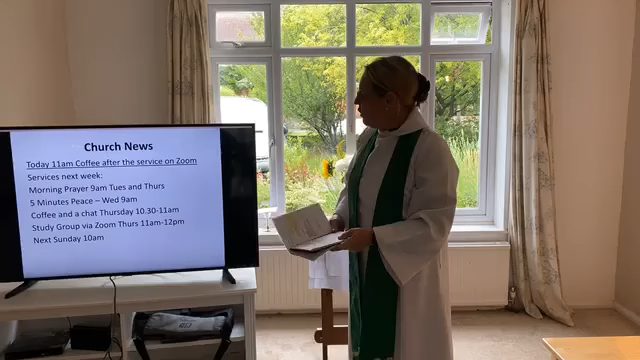 Church News
Today 11am Coffee after the service on Zoom
Services next week:
Morning Prayer 9am Tues and Thurs
5 Minutes Peace – Wed 9am
Coffee and a chat Thursday 10.30-11am
Study Group via Zoom Thurs 11am-12pm
Next Sunday 10am